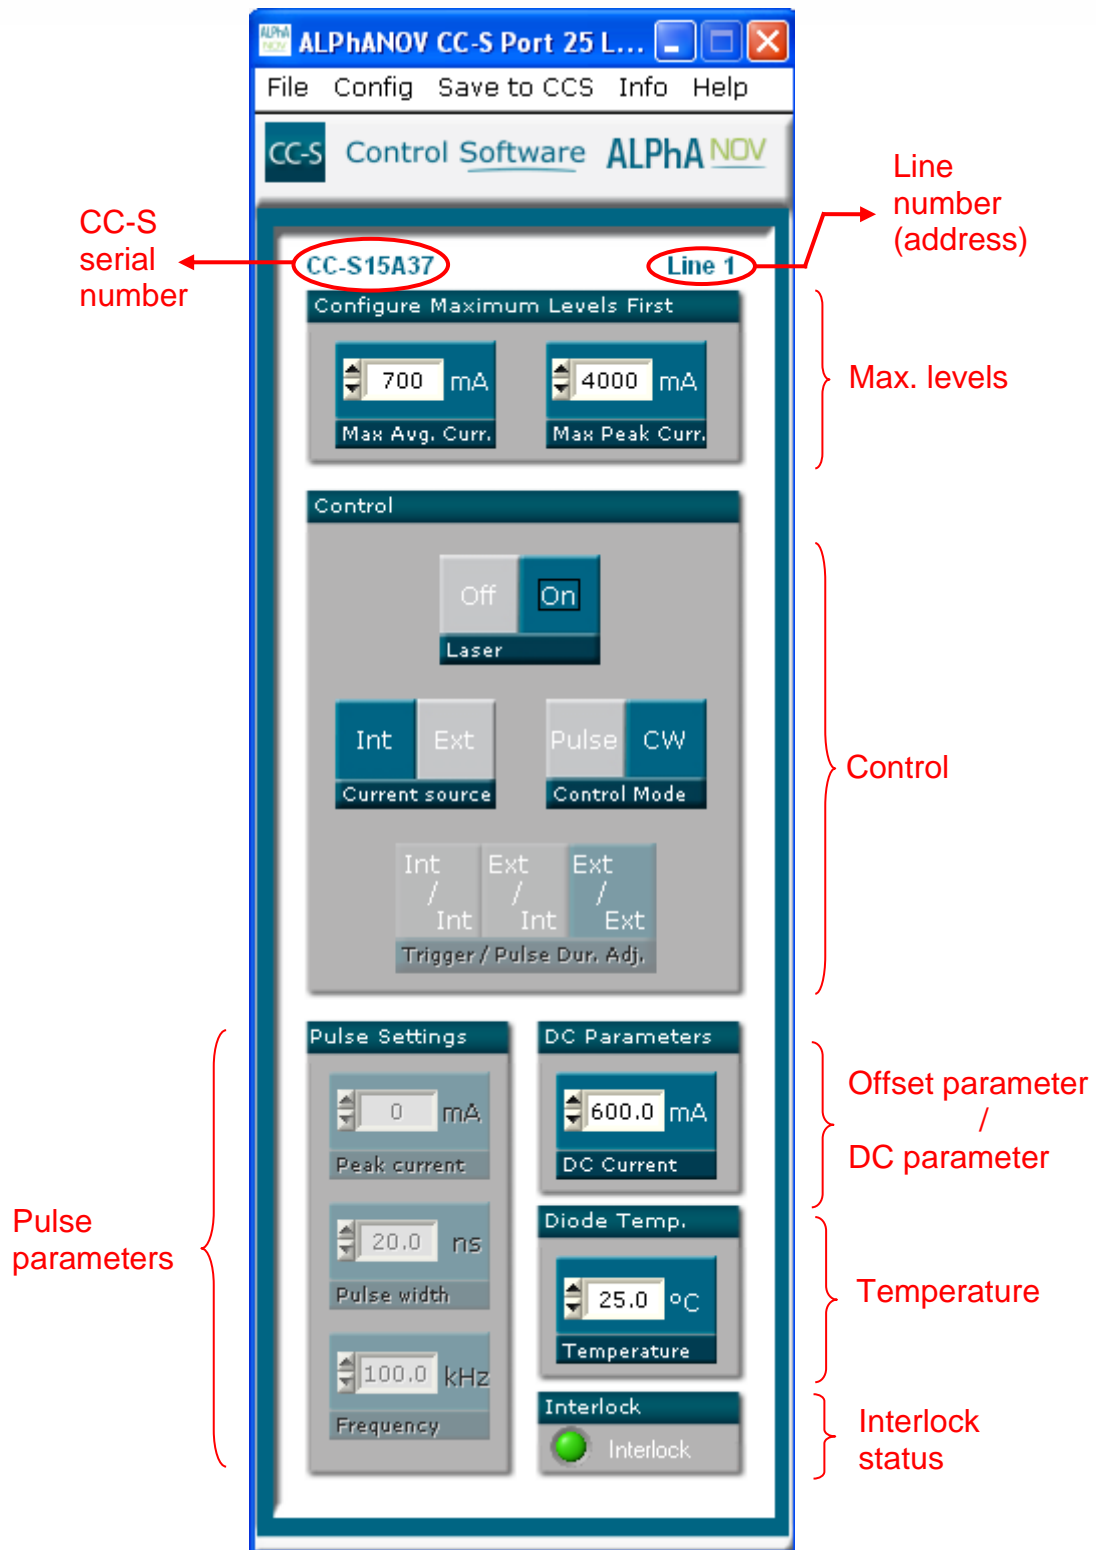 ALPhANOV CC-S Port 25 L...
File Config Save to CCS Info Help
CC-S Control Software ALPhANOV
Line
number
(address)
CC-S
serial
number
CC-S15A37 Line 1
Configure Maximum Levels First
700 mA 4000 mA
Max Avg. Curr. Max Peak Curr.
Max. levels
Control
Off On
Laser
Int Ext Pulse CW
Current source Control Mode
Control
Int / Int Ext / Int Ext / Ext
Trigger / Pulse Dur. Adj.
Pulse Settings
0 mA
Peak current
20.0 ns
Pulse width
100.0 kHz
Frequency
Pulse
parameters
DC Parameters
600.0 mA
DC Current
Offset parameter
/
DC parameter
Diode Temp.
25.0 °C
Temperature
Temperature
Interlock
Interlock
Interlock
status